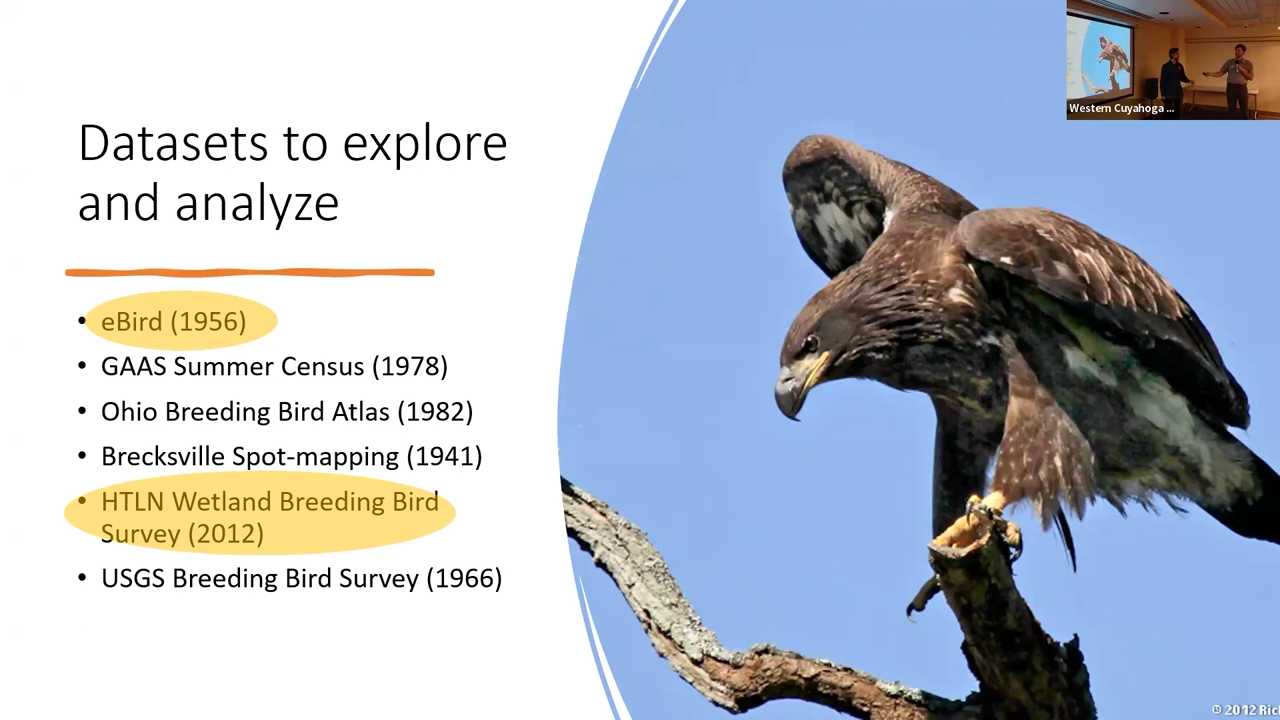 Western Cuyahoga ...
Datasets to explore
and analyze
• eBird (1956)
• GAAS Summer Census (1978)
• Ohio Breeding Bird Atlas (1982)
• Brecksville Spot-mapping (1941)
• HTLN Wetland Breeding Bird
Survey (2012)
• USGS Breeding Bird Survey (1966)
© 2012